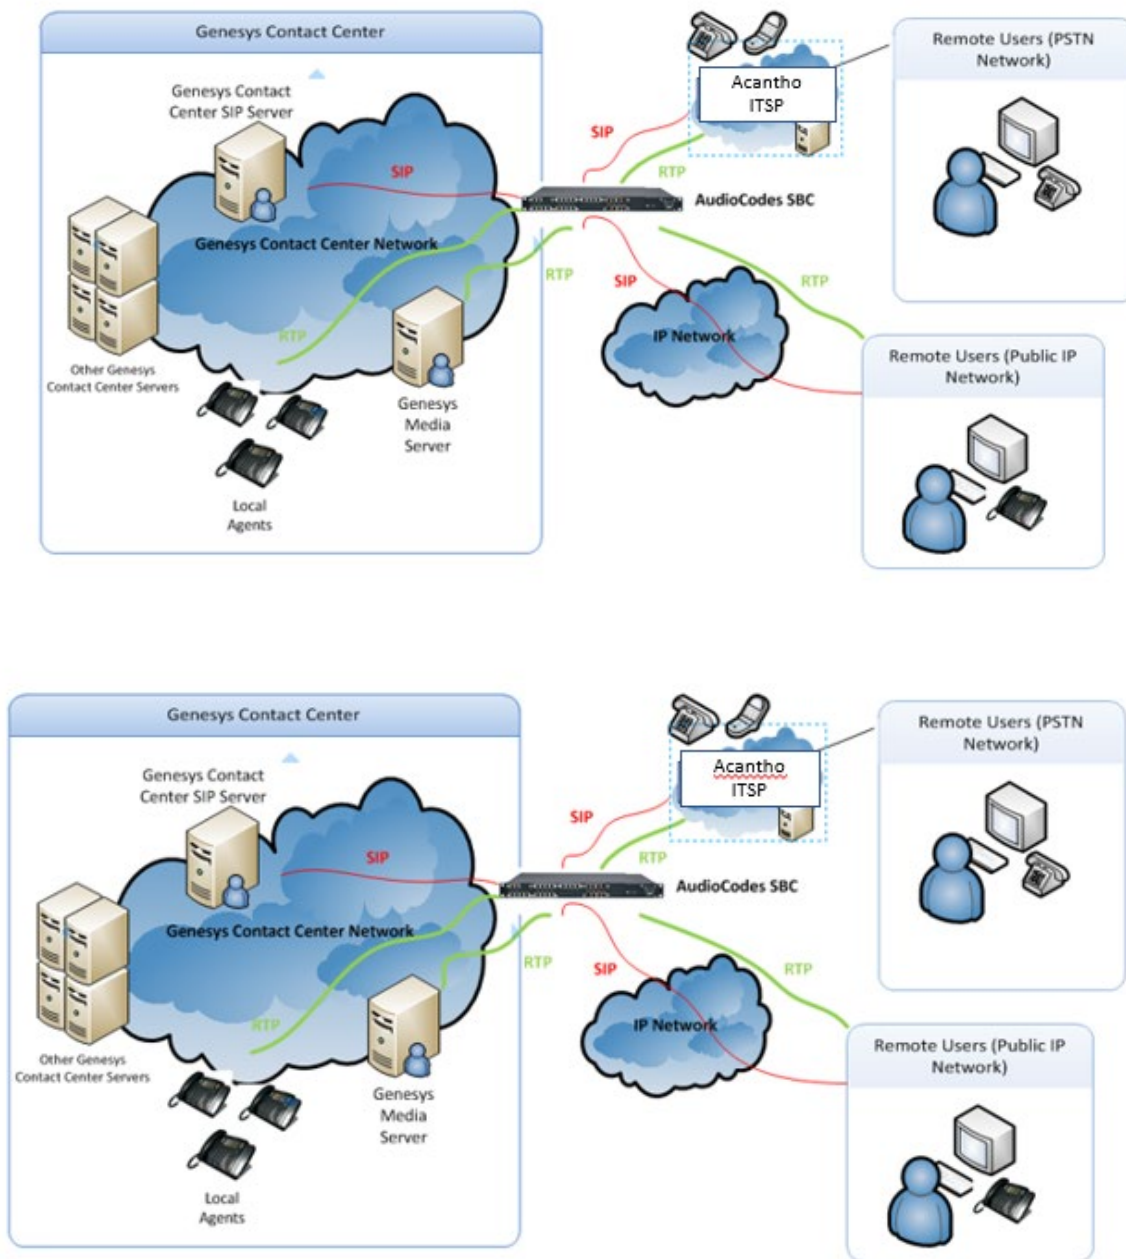 Genesys Contact Center
Genesys Contact
Center SIP Server
SIP
Genesys Contact Center Network
RTP
Other Genesys
Contact Center Servers
Genesys
Media
Server
Local
Agents
Acantho
ITSP
SIP
RTP
AudioCodes SBC
RTP
SIP
RTP
IP Network
Remote Users (PSTN
Network)
Remote Users (Public IP
Network)
Genesys Contact Center
Genesys Contact
Center SIP Server
SIP
Genesys Contact Center Network
RTP
Other Genesys
Contact Center Servers
Genesys
Media
Server
Local
Agents
Acantho
ITSP
SIP
RTP
AudioCodes SBC
RTP
SIP
RTP
IP Network
Remote Users (PSTN
Network)
Remote Users (Public IP
Network)